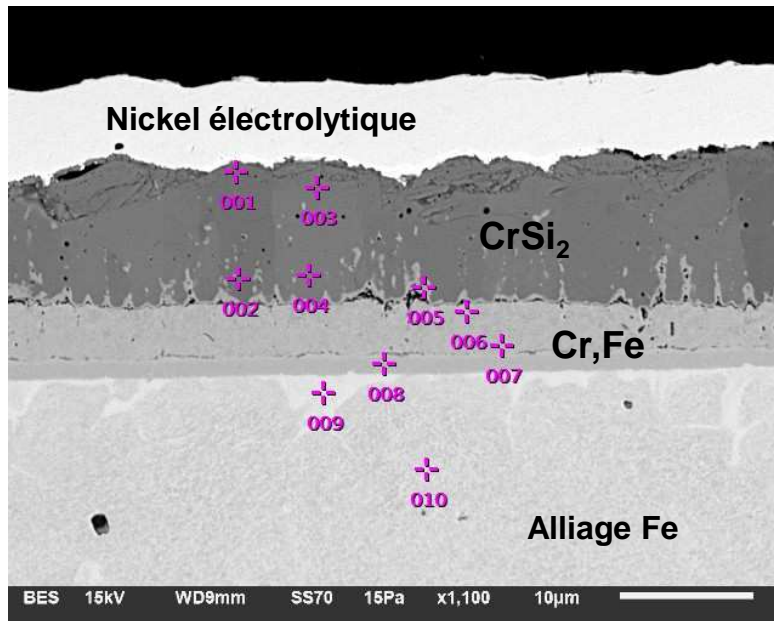 Nickel électrolytique
001
003
CrSi₂
002
004
005
006
Cr,Fe
007
008
009
010
Alliage Fe
BES 15kV WD9mm SS70 15Pa x1,100 10µm